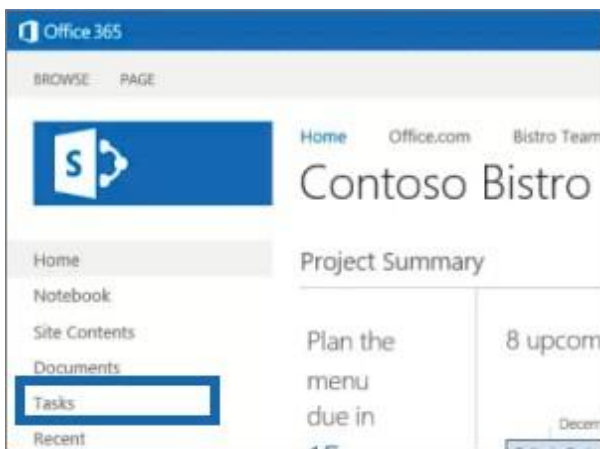 Office 365
BROWSE PAGE
S
Home Office.com Bistro Team
Contoso Bistro
Home
Notebook
Site Contents
Documents
Tasks
Recent
Project Summary
Plan the
menu
due in
8 upcom
Decem